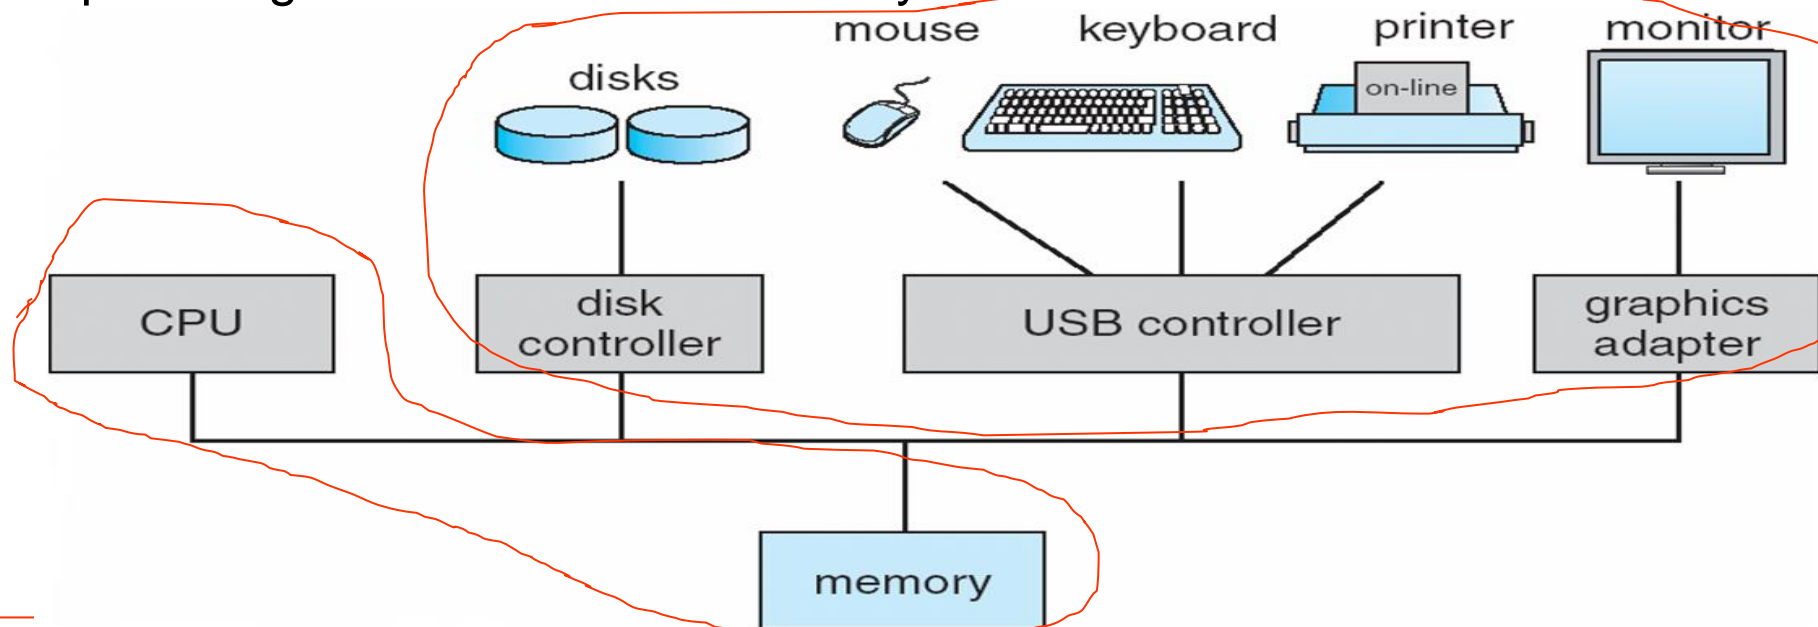 mouse keyboard printer monitor
disks
on-line
CPU
disk controller
USB controller
graphics adapter
memory